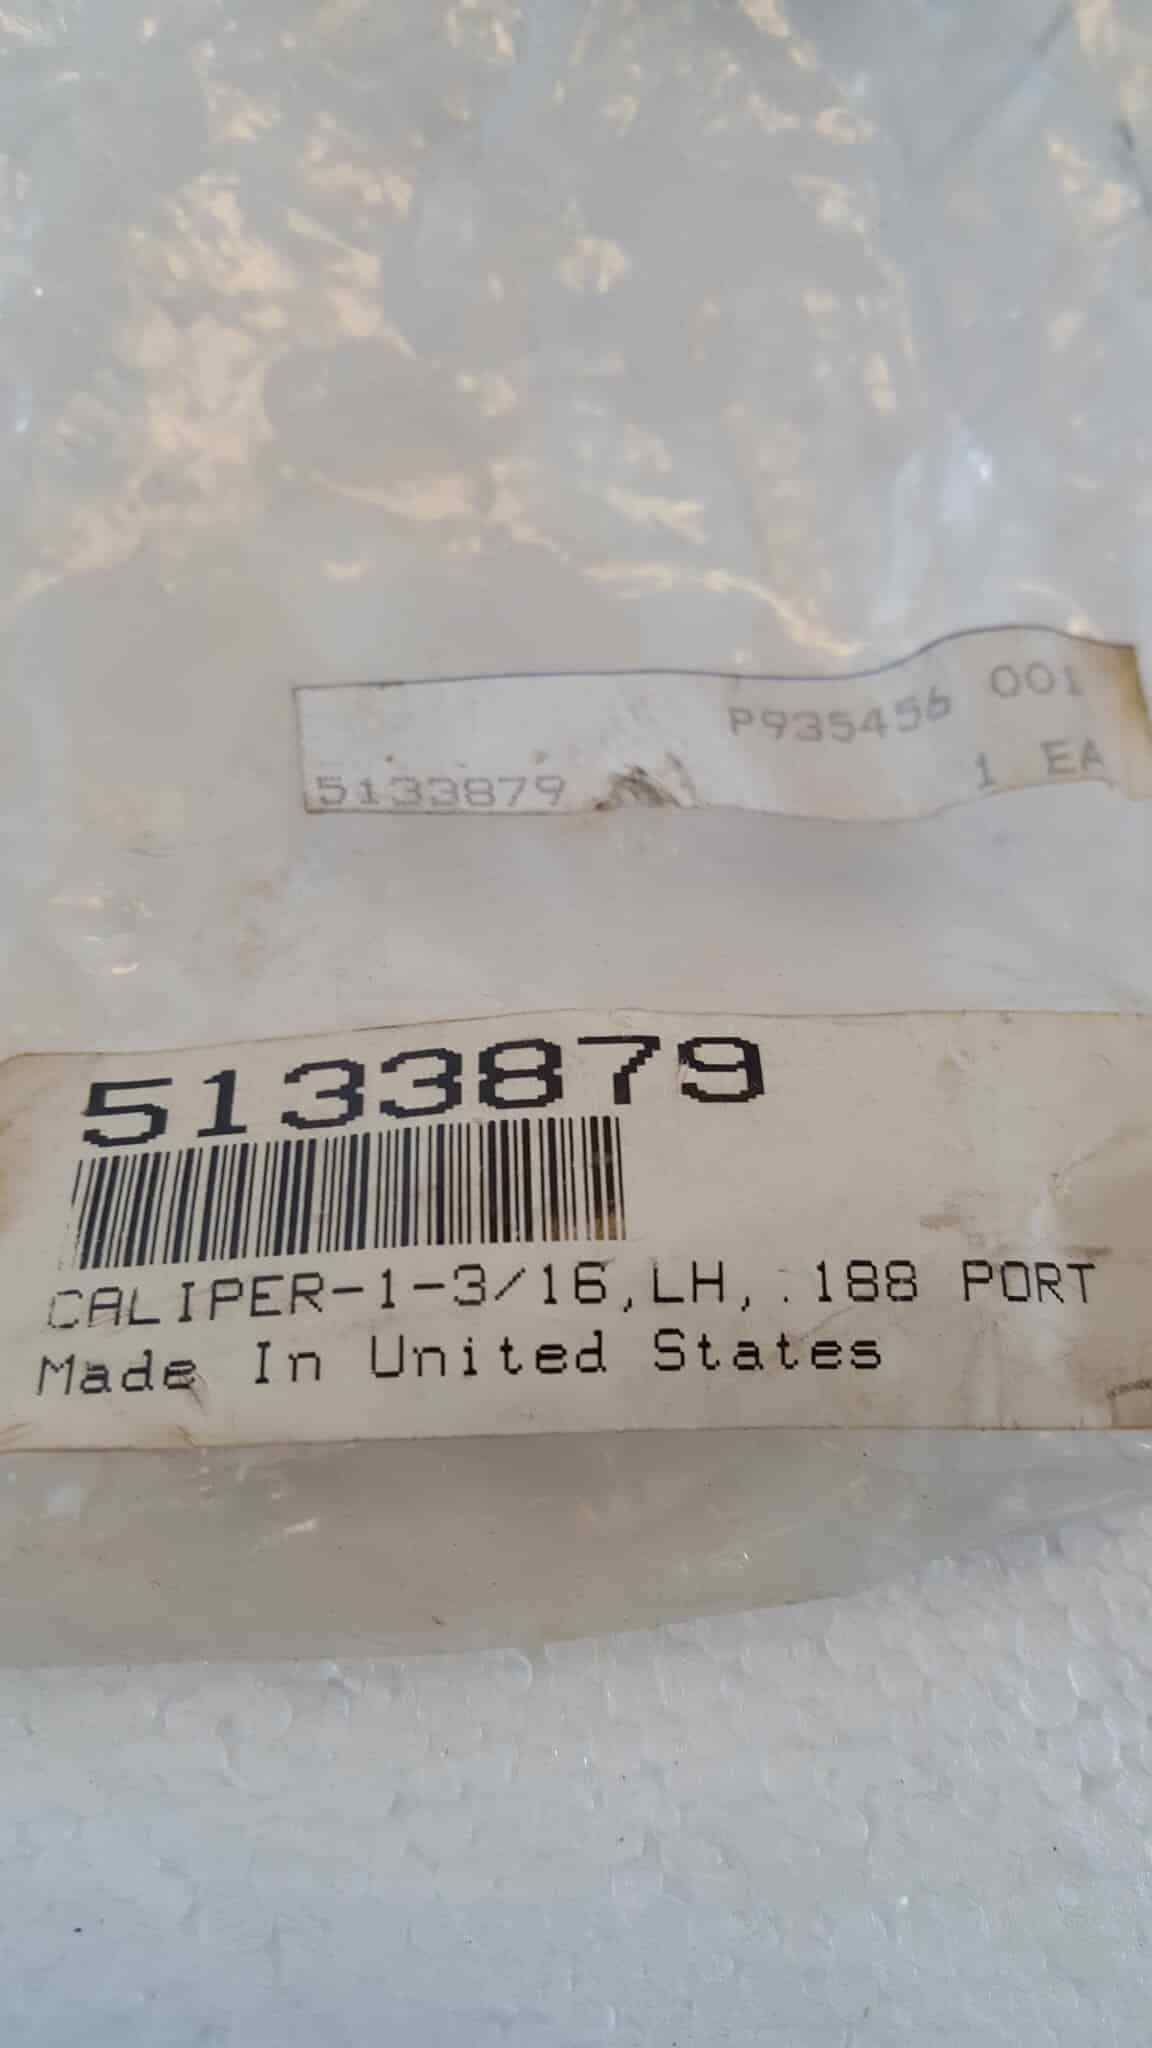 P935456 001
5133879 1 EA
5133879
CALIPER-1-3/16,LH,.188 PORT
Made In United States